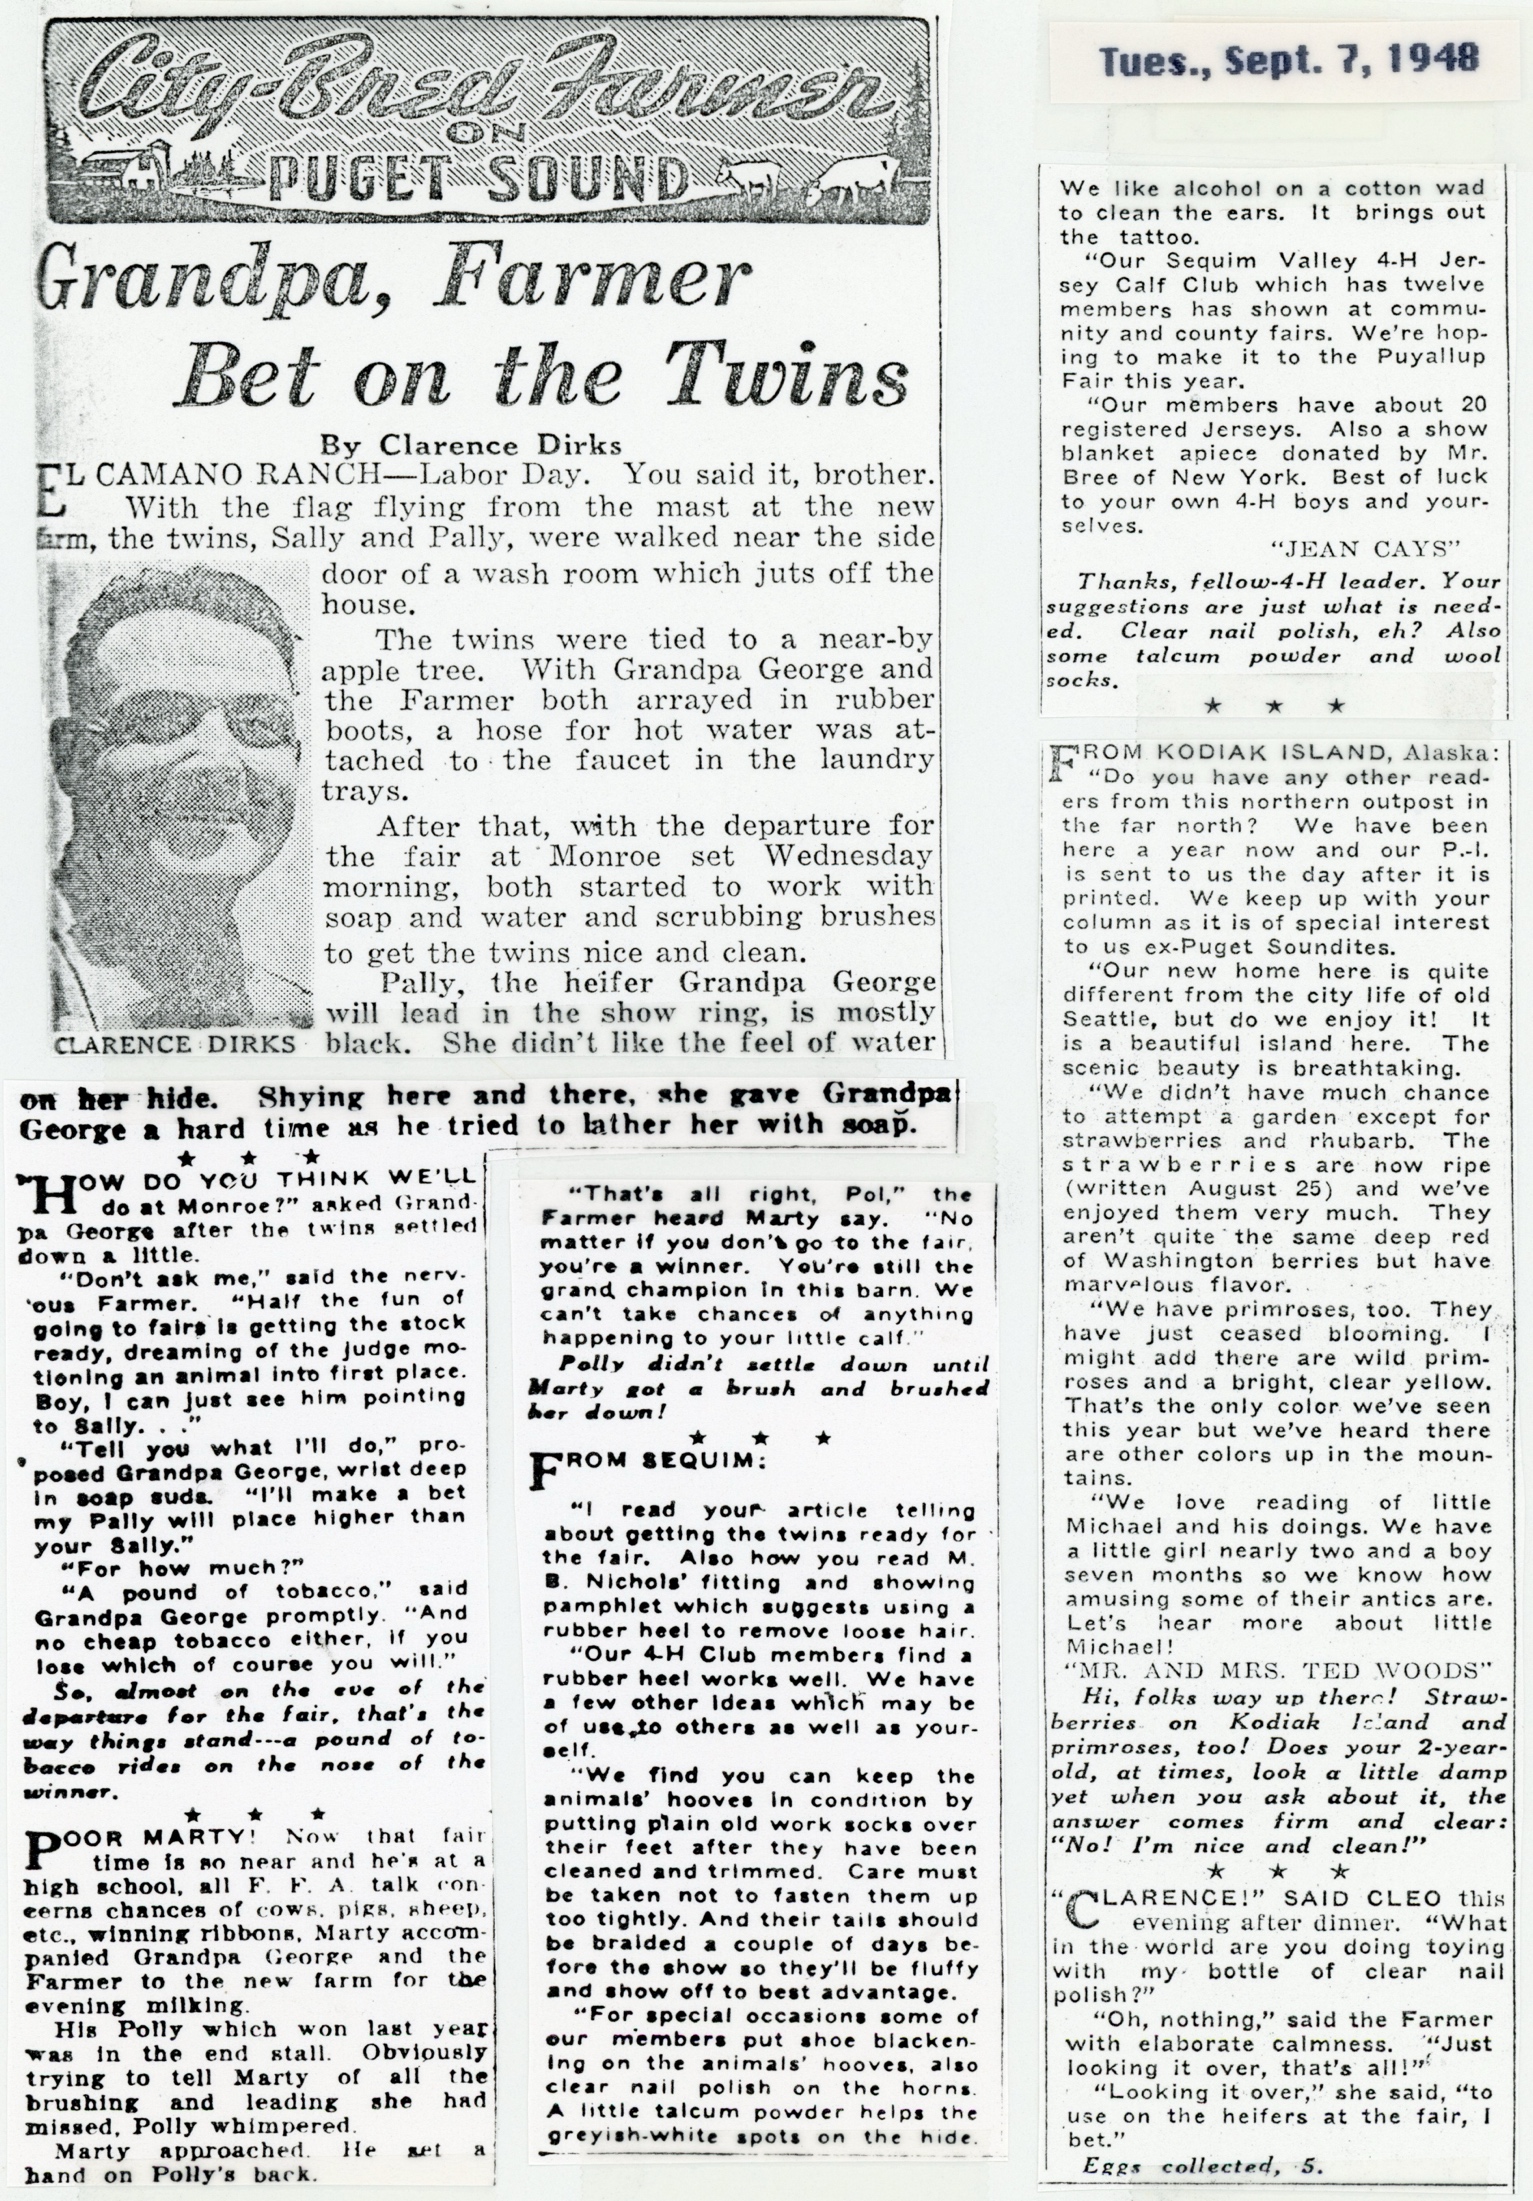 City-Bred Farmer
ON
PUGET SOUND
Tues., Sept. 7, 1948
Grandpa, Farmer
Bet on the Twins
By Clarence Dirks
EL CAMANO RANCH—Labor Day. You said it, brother.
With the flag flying from the mast at the new
farm, the twins, Sally and Pally, were walked near the side
door of a wash room which juts off the
house.
The twins were tied to a near-by
apple tree. With Grandpa George and
the Farmer both arrayed in rubber
boots, a hose for hot water was at-
tached to the faucet in the laundry
trays.
After that, with the departure for
the fair at Monroe set Wednesday
morning, both started to work with
soap and water and scrubbing brushes
to get the twins nice and clean.
Pally, the heifer Grandpa George
will lead in the show ring, is mostly
black. She didn't like the feel of water
CLARENCE DIRKS
on her hide. Shying here and there, she gave Grandpa
George a hard time as he tried to lather her with soap.
★ ★ ★
"HOW DO YOU THINK WE'LL
do at Monroe?" asked Grand-
pa George after the twins settled
down a little.
"Don't ask me," said the nerv-
ous Farmer. "Half the fun of
going to fairs is getting the stock
ready, dreaming of the judge mo-
tioning an animal into first place.
Boy, I can just see him pointing
to Sally. . ."
"Tell you what I'll do," pro-
posed Grandpa George, wrist deep
in soap suds. "I'll make a bet
my Pally will place higher than
your Sally."
"For how much?"
"A pound of tobacco," said
Grandpa George promptly. "And
no cheap tobacco either, if you
lose which of course you will."
So, almost on the eve of the
departure for the fair, that's the
way things stand---a pound of to-
bacco rides on the nose of the
winner.
★ ★ ★
POOR MARTY! Now that fair
time is so near and he's at a
high school, all F. F. A. talk con-
cerns chances of cows, pigs, sheep,
etc., winning ribbons, Marty accom-
panied Grandpa George and the
Farmer to the new farm for the
evening milking.
His Polly which won last year
was in the end stall. Obviously
trying to tell Marty of all the
brushing and leading she had
missed, Polly whimpered.
Marty approached. He set a
hand on Polly's back.
"That's all right, Pol," the
Farmer heard Marty say. "No
matter if you don't go to the fair,
you're a winner. You're still the
grand champion in this barn. We
can't take chances of anything
happening to your little calf."
Polly didn't settle down until
Marty got a brush and brushed
her down!
★ ★ ★
FROM SEQUIM:
"I read your article telling
about getting the twins ready for
the fair. Also how you read M.
B. Nichols' fitting and showing
pamphlet which suggests using a
rubber heel to remove loose hair.
"Our 4-H Club members find a
rubber heel works well. We have
a few other ideas which may be
of use to others as well as your-
self.
"We find you can keep the
animals' hooves in condition by
putting plain old work socks over
their feet after they have been
cleaned and trimmed. Care must
be taken not to fasten them up
too tightly. And their tails should
be braided a couple of days be-
fore the show so they'll be fluffy
and show off to best advantage.
"For special occasions some of
our members put shoe blacken-
ing on the animals' hooves, also
clear nail polish on the horns.
A little talcum powder helps the
greyish-white spots on the hide.
We like alcohol on a cotton wad
to clean the ears. It brings out
the tattoo.
"Our Sequim Valley 4-H Jer-
sey Calf Club which has twelve
members has shown at commu-
nity and county fairs. We're hop-
ing to make it to the Puyallup
Fair this year.
"Our members have about 20
registered Jerseys. Also a show
blanket apiece donated by Mr.
Bree of New York. Best of luck
to your own 4-H boys and your-
selves.
"JEAN CAYS"
Thanks, fellow-4-H leader. Your
suggestions are just what is need-
ed. Clear nail polish, eh? Also
some talcum powder and wool
socks.
★ ★ ★
FROM KODIAK ISLAND, Alaska:
"Do you have any other read-
ers from this northern outpost in
the far north? We have been
here a year now and our P.-I.
is sent to us the day after it is
printed. We keep up with your
column as it is of special interest
to us ex-Puget Soundites.
"Our new home here is quite
different from the city life of old
Seattle, but do we enjoy it! It
is a beautiful island here. The
scenic beauty is breathtaking.
"We didn't have much chance
to attempt a garden except for
strawberries and rhubarb. The
strawberries are now ripe
(written August 25) and we've
enjoyed them very much. They
aren't quite the same deep red
of Washington berries but have
marvelous flavor.
"We have primroses, too. They
have just ceased blooming. I
might add there are wild prim-
roses and a bright, clear yellow.
That's the only color we've seen
this year but we've heard there
are other colors up in the moun-
tains.
"We love reading of little
Michael and his doings. We have
a little girl nearly two and a boy
seven months so we know how
amusing some of their antics are.
Let's hear more about little
Michael!
"MR. AND MRS. TED WOODS"
Hi, folks way up there! Straw-
berries on Kodiak Island and
primroses, too! Does your 2-year-
old, at times, look a little damp
yet when you ask about it, the
answer comes firm and clear:
"No! I'm nice and clean!"
★ ★ ★
"CLARENCE!" SAID CLEO this
evening after dinner. "What
in the world are you doing toying
with my bottle of clear nail
polish?"
"Oh, nothing," said the Farmer
with elaborate calmness. "Just
looking it over, that's all!"
"Looking it over," she said, "to
use on the heifers at the fair, I
bet."
Eggs collected, 5.